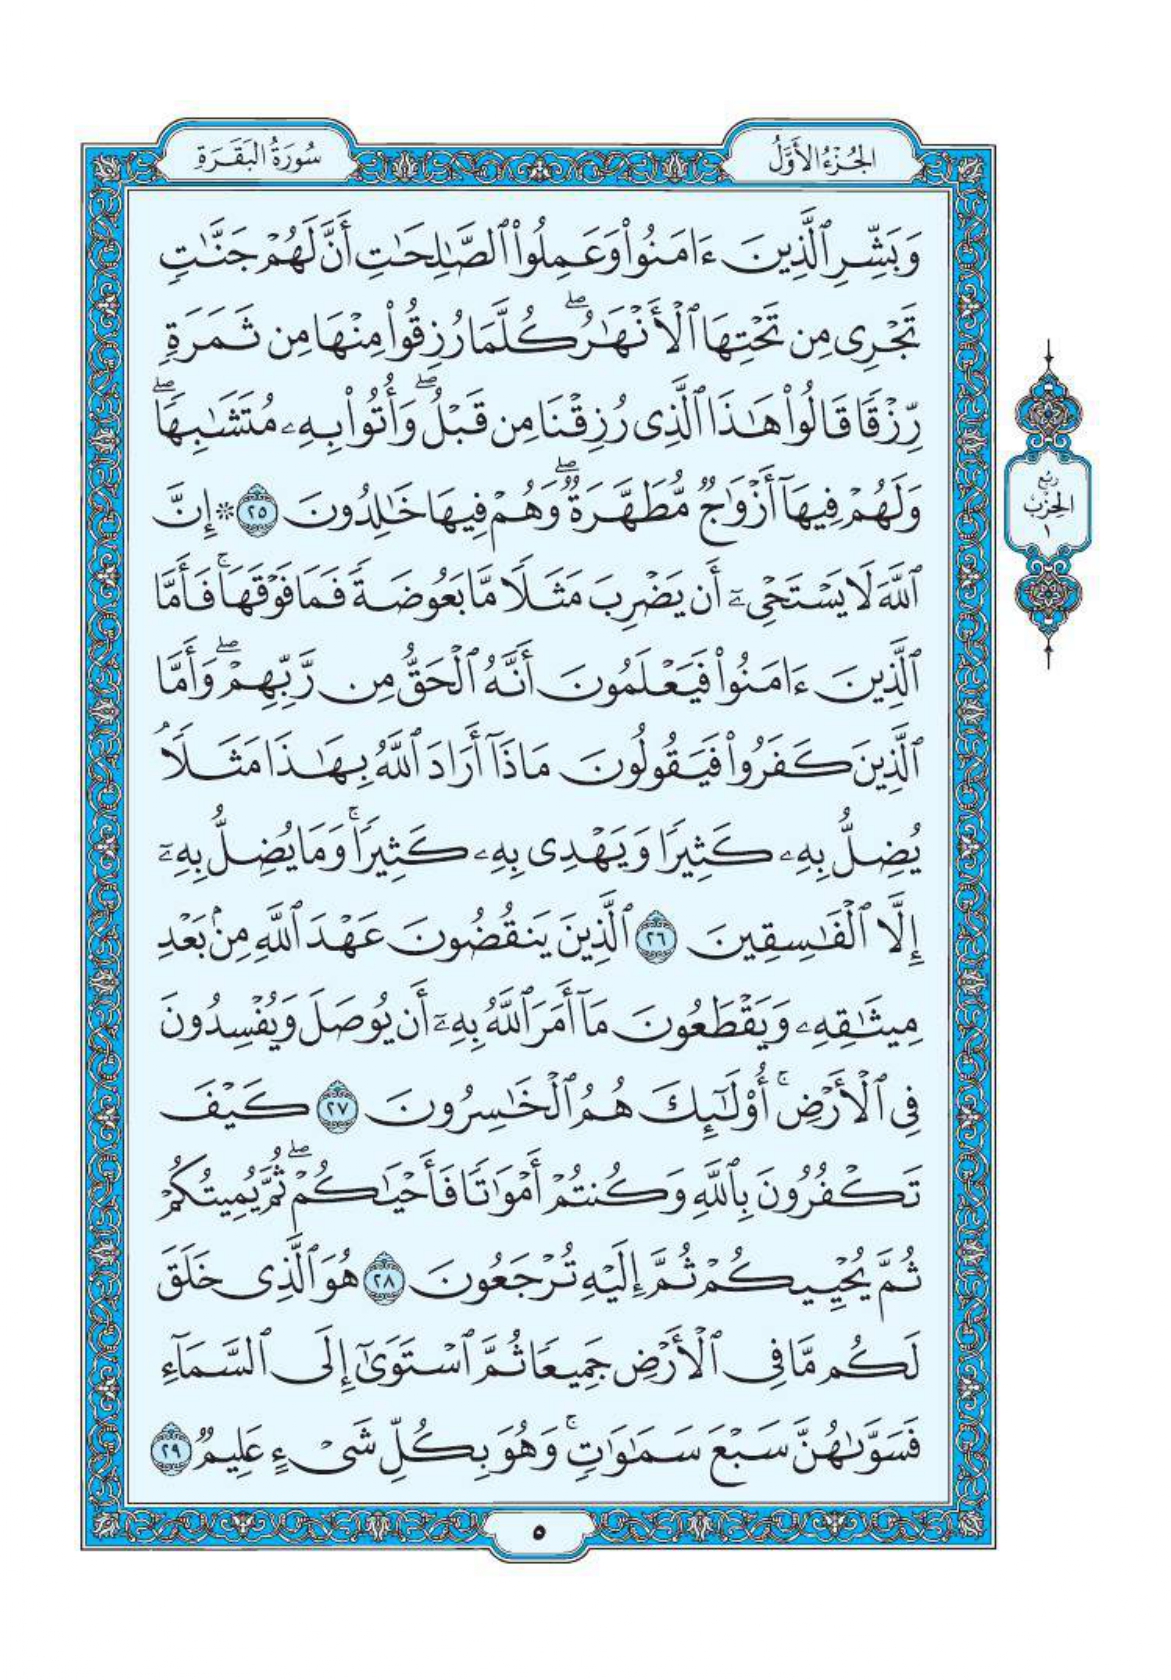 الجُزْءُ الأَوَّلُ
سُورَةُ البَقَرَةِ
وَبَشِّرِ ٱلَّذِينَ ءَامَنُواْ وَعَمِلُواْ ٱلصَّٰلِحَٰتِ أَنَّ لَهُمۡ جَنَّٰتٖ
تَجۡرِي مِن تَحۡتِهَا ٱلۡأَنۡهَٰرُۖ كُلَّمَا رُزِقُواْ مِنۡهَا مِن ثَمَرَةٖ
رِّزۡقٗا قَالُواْ هَٰذَا ٱلَّذِي رُزِقۡنَا مِن قَبۡلُۖ وَأُتُواْ بِهِۦ مُتَشَٰبِهٗاۖ
وَلَهُمۡ فِيهَآ أَزۡوَٰجٞ مُّطَهَّرَةٞۖ وَهُمۡ فِيهَا خَٰلِدُونَ ٢٥ ۞ إِنَّ
ٱللَّهَ لَا يَسۡتَحۡيِۦٓ أَن يَضۡرِبَ مَثَلٗا مَّا بَعُوضَةٗ فَمَا فَوۡقَهَاۚ فَأَمَّا
ٱلَّذِينَ ءَامَنُواْ فَيَعۡلَمُونَ أَنَّهُ ٱلۡحَقُّ مِن رَّبِّهِمۡۖ وَأَمَّا
ٱلَّذِينَ كَفَرُواْ فَيَقُولُونَ مَاذَآ أَرَادَ ٱللَّهُ بِهَٰذَا مَثَلٗاۘ
يُضِلُّ بِهِۦ كَثِيرٗا وَيَهۡدِي بِهِۦ كَثِيرٗاۚ وَمَا يُضِلُّ بِهِۦٓ
إِلَّا ٱلۡفَٰسِقِينَ ٢٦ ٱلَّذِينَ يَنقُضُونَ عَهۡدَ ٱللَّهِ مِنۢ بَعۡدِ
مِيثَٰقِهِۦ وَيَقۡطَعُونَ مَآ أَمَرَ ٱللَّهُ بِهِۦٓ أَن يُوصَلَ وَيُفۡسِدُونَ
فِي ٱلۡأَرۡضِۚ أُوْلَٰٓئِكَ هُمُ ٱلۡخَٰسِرُونَ ٢٧ كَيۡفَ
تَكۡفُرُونَ بِٱللَّهِ وَكُنتُمۡ أَمۡوَٰتٗا فَأَحۡيَٰكُمۡۖ ثُمَّ يُمِيتُكُمۡ
ثُمَّ يُحۡيِيكُمۡ ثُمَّ إِلَيۡهِ تُرۡجَعُونَ ٢٨ هُوَ ٱلَّذِي خَلَقَ
لَكُم مَّا فِي ٱلۡأَرۡضِ جَمِيعٗا ثُمَّ ٱسۡتَوَىٰٓ إِلَى ٱلسَّمَآءِ
فَسَوَّىٰهُنَّ سَبۡعَ سَمَٰوَٰتٖۚ وَهُوَ بِكُلِّ شَيۡءٍ عَلِيمٞ ٢٩
رُبُع
الحِزْب
١
٥